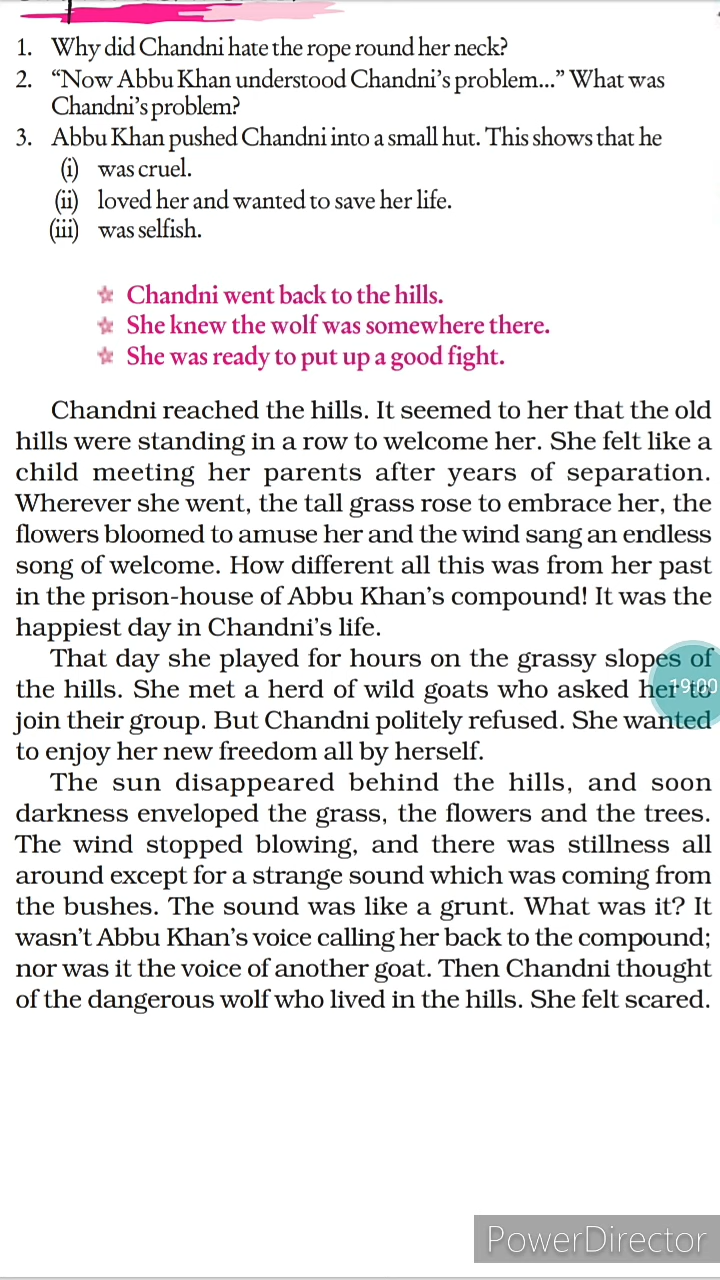 1. Why did Chandni hate the rope round her neck?
2. “Now Abbu Khan understood Chandni’s problem...” What was
Chandni’s problem?
3. Abbu Khan pushed Chandni into a small hut. This shows that he
(i) was cruel.
(ii) loved her and wanted to save her life.
(iii) was selfish.
☆ Chandni went back to the hills.
☆ She knew the wolf was somewhere there.
☆ She was ready to put up a good fight.
Chandni reached the hills. It seemed to her that the old
hills were standing in a row to welcome her. She felt like a
child meeting her parents after years of separation.
Wherever she went, the tall grass rose to embrace her, the
flowers bloomed to amuse her and the wind sang an endless
song of welcome. How different all this was from her past
in the prison-house of Abbu Khan’s compound! It was the
happiest day in Chandni’s life.
That day she played for hours on the grassy slopes of
the hills. She met a herd of wild goats who asked her to
19:00
join their group. But Chandni politely refused. She wanted
to enjoy her new freedom all by herself.
The sun disappeared behind the hills, and soon
darkness enveloped the grass, the flowers and the trees.
The wind stopped blowing, and there was stillness all
around except for a strange sound which was coming from
the bushes. The sound was like a grunt. What was it? It
wasn’t Abbu Khan’s voice calling her back to the compound;
nor was it the voice of another goat. Then Chandni thought
of the dangerous wolf who lived in the hills. She felt scared.
PowerDirector